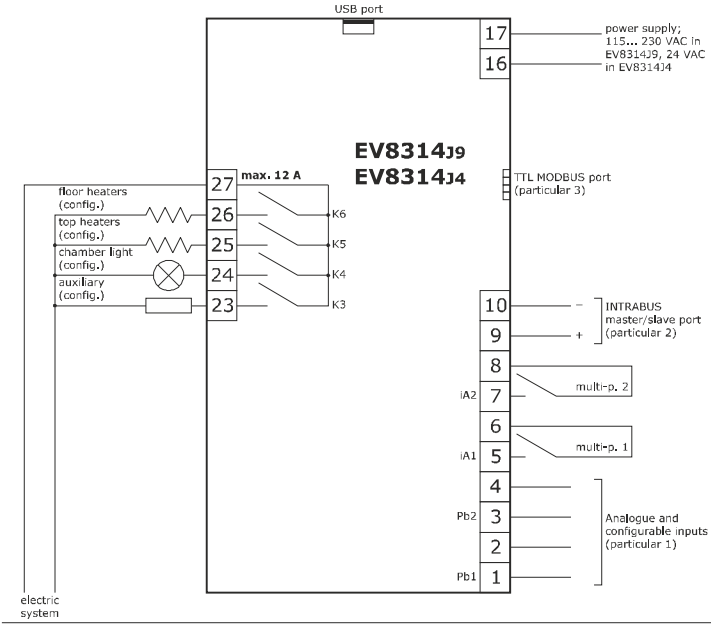 USB port
17
power supply;
115... 230 VAC in
EV8314J9, 24 VAC
in EV8314J4
16
EV8314J9
EV8314J4
27
max. 12 A
TTL MODBUS port
(particular 3)
floor heaters
(config.)
26
K6
top heaters
(config.)
25
K5
chamber light
(config.)
24
K4
auxiliary
(config.)
23
K3
10
−
INTRABUS
master/slave port
(particular 2)
9
+
8
multi-p. 2
iA2
7
6
multi-p. 1
iA1
5
4
Pb2
3
Analogue and
configurable inputs
(particular 1)
2
Pb1
1
electric
system